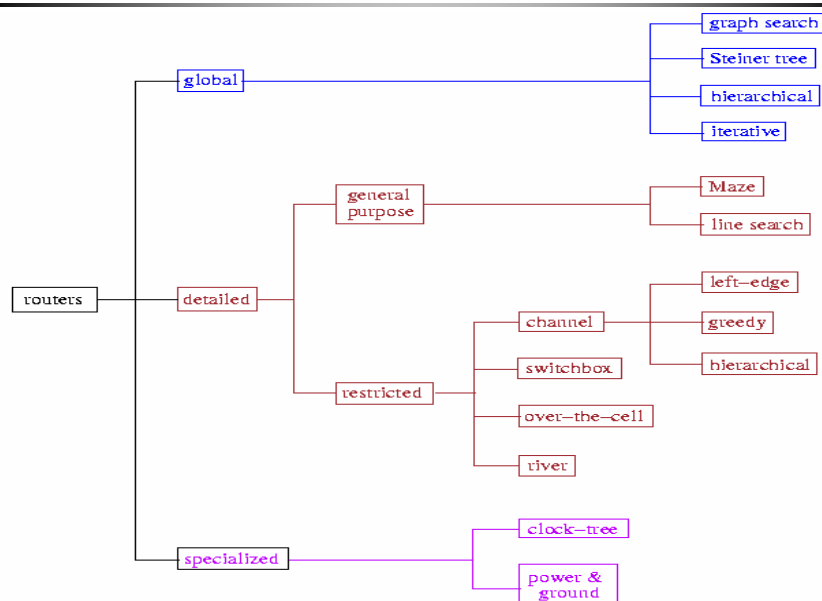 graph search
global
Steiner tree
hierarchical
iterative
general
purpose
Maze
line search
routers
detailed
restricted
channel
left–edge
greedy
hierarchical
switchbox
over–the–cell
river
specialized
clock–tree
power &
ground